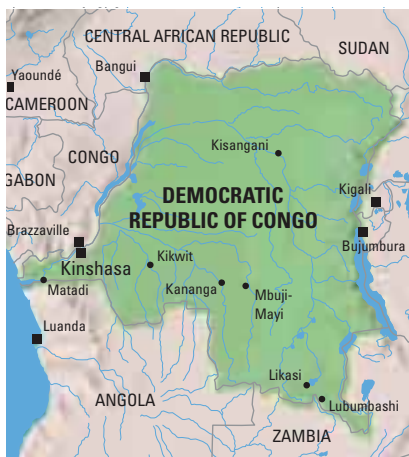 CENTRAL AFRICAN REPUBLIC
SUDAN
Bangui
Yaoundé
CAMEROON
CONGO
Kisangani
GABON
DEMOCRATIC
REPUBLIC OF CONGO
Kigali
Brazzaville
Bujumbura
Kinshasa
Kikwit
Matadi
Kananga
Mbuji-
Mayi
Luanda
Likasi
ANGOLA
Lubumbashi
ZAMBIA